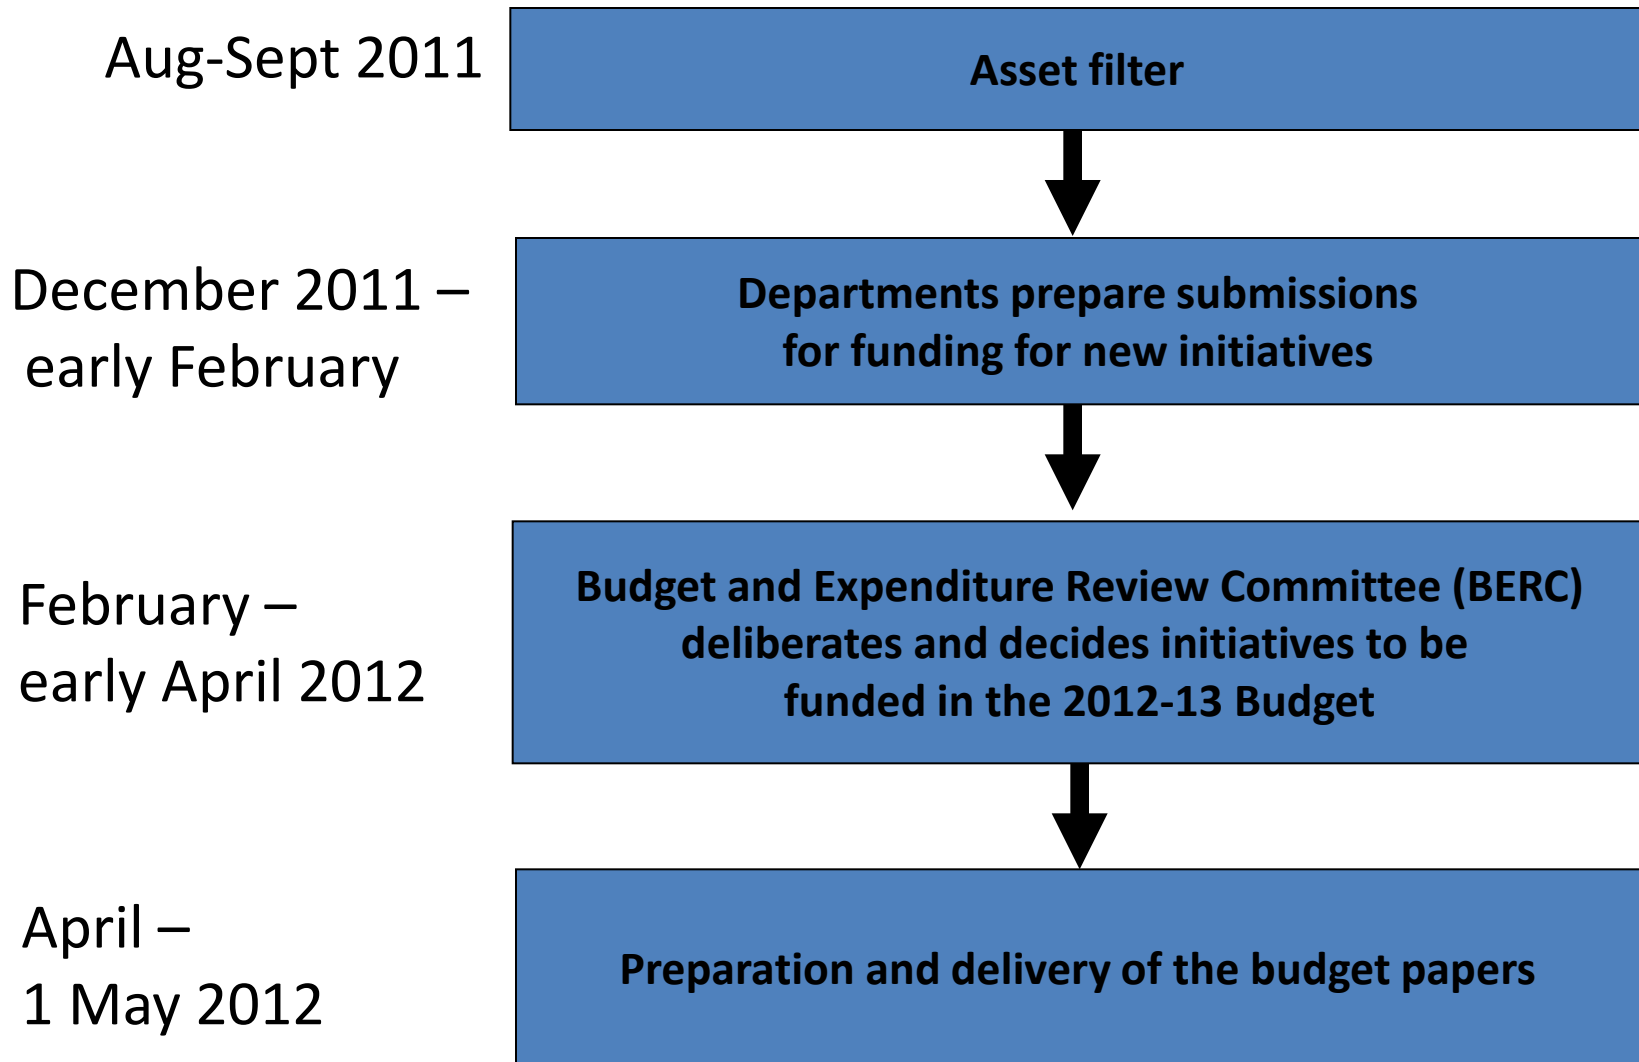 Aug-Sept 2011
Asset filter
December 2011 –
early February
Departments prepare submissions
for funding for new initiatives
February –
early April 2012
Budget and Expenditure Review Committee (BERC)
deliberates and decides initiatives to be
funded in the 2012-13 Budget
April –
1 May 2012
Preparation and delivery of the budget papers